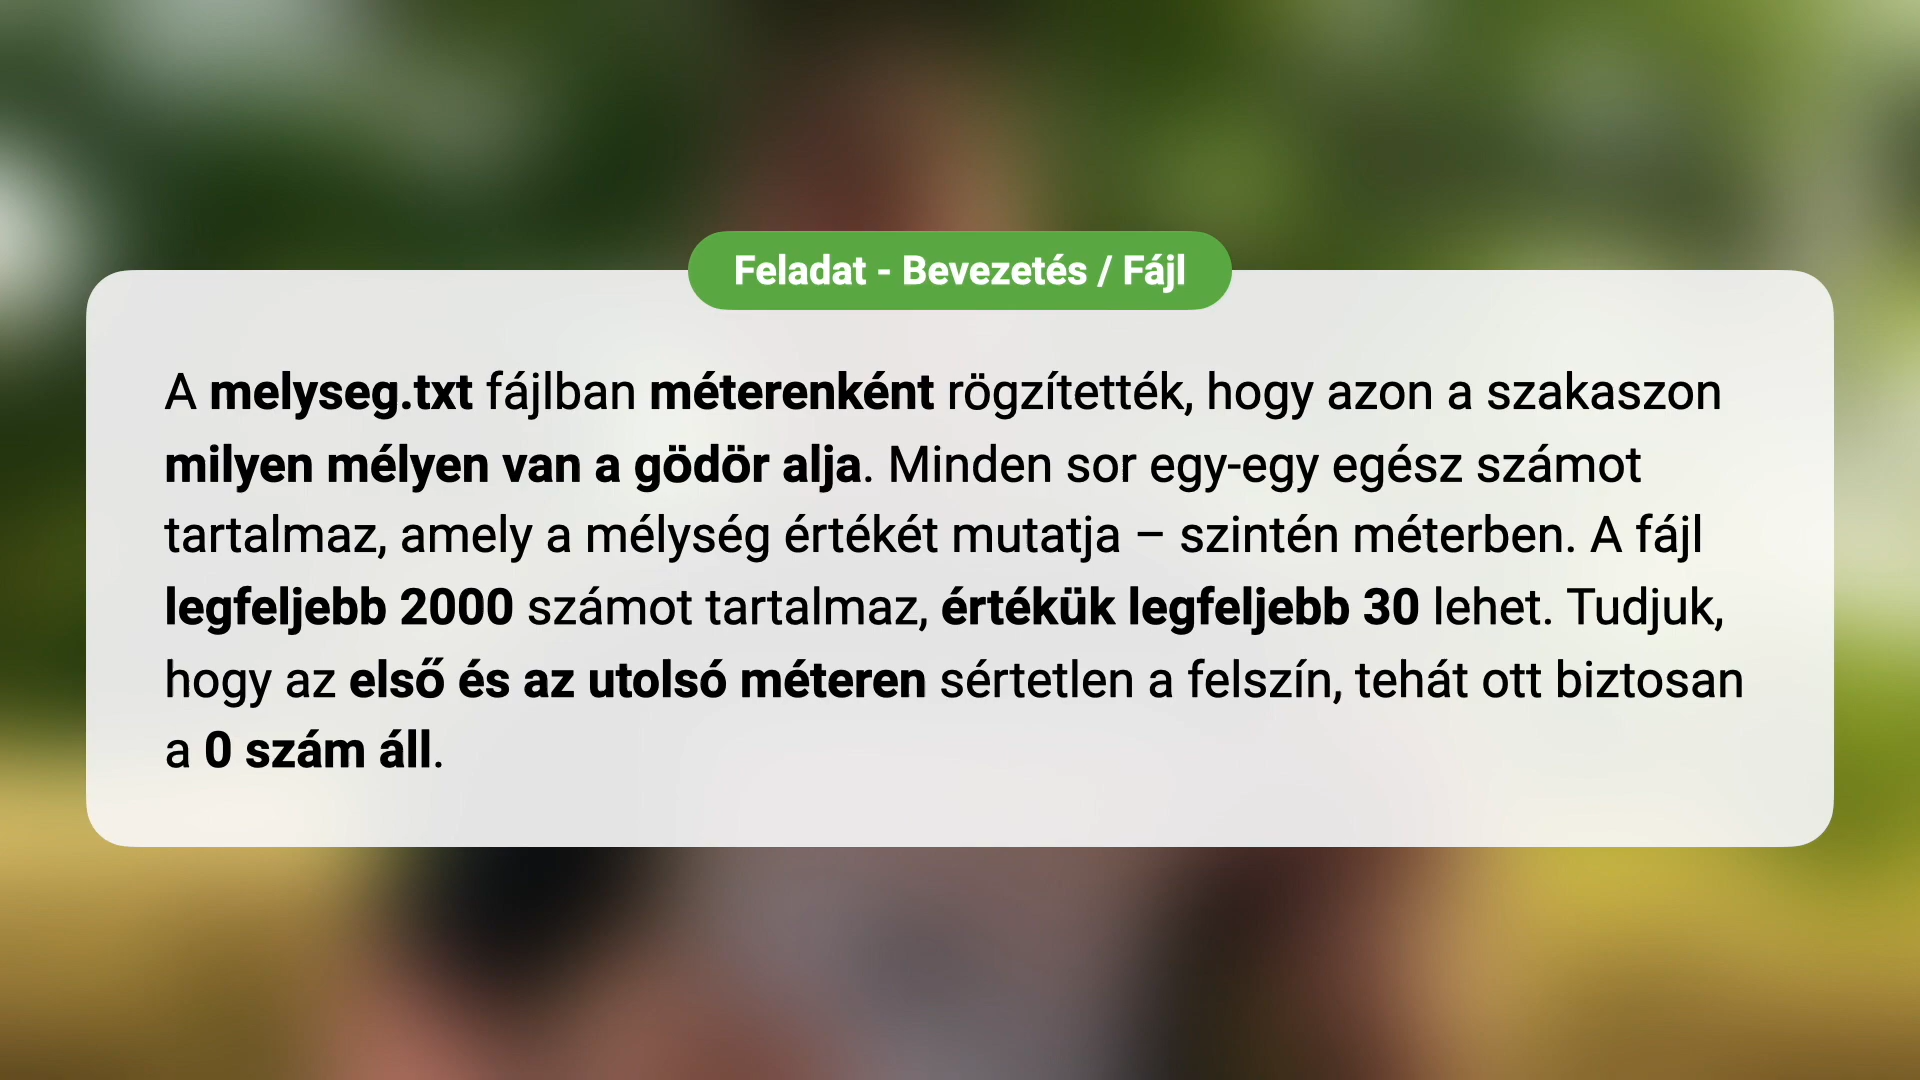 Feladat - Bevezetés / Fájl
A melyseg.txt fájlban méterenként rögzítették, hogy azon a szakaszon
milyen mélyen van a gödör alja. Minden sor egy-egy egész számot
tartalmaz, amely a mélység értékét mutatja – szintén méterben. A fájl
legfeljebb 2000 számot tartalmaz, értékük legfeljebb 30 lehet. Tudjuk,
hogy az első és az utolsó méteren sértetlen a felszín, tehát ott biztosan
a 0 szám áll.